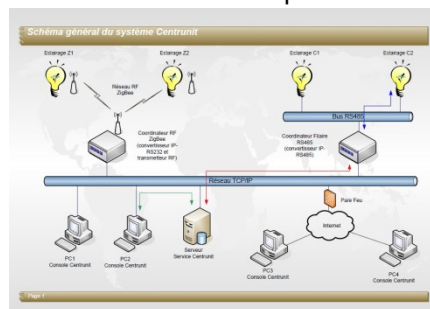 Schéma général du système Centrunit
Eclairage Z1
Eclairage Z2
Eclairage C1
Eclairage C2
Réseau RF
ZigBee
Bus RS485
Coordinateur RF
ZigBee
(convertisseur IP-
RS232 et
transmetteur RF)
Coordinateur Filaire
RS485
(convertisseur IP-
RS485)
Réseau TCP/IP
Pare Feu
Internet
PC1
Console Centrunit
PC2
Console Centrunit
Serveur
Service Centrunit
PC3
Console Centrunit
PC4
Console Centrunit
Page 1